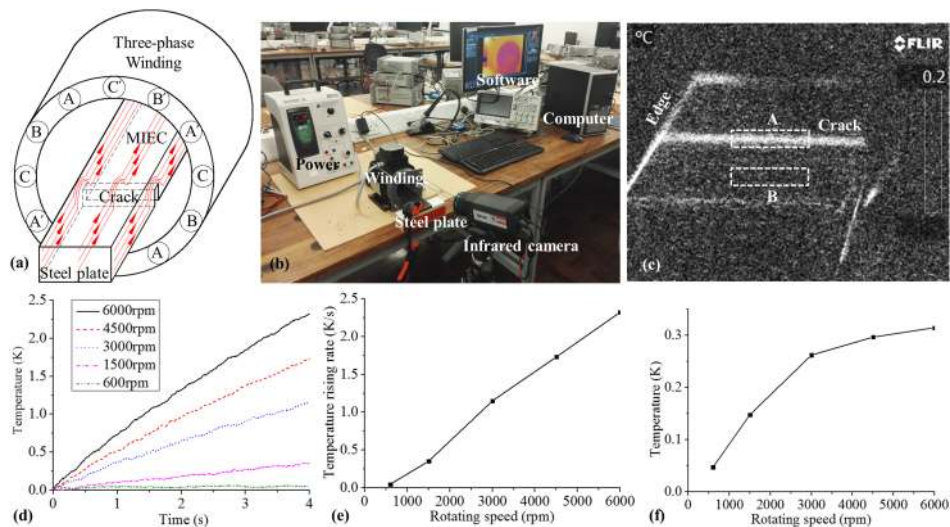 Three-phase
Winding
C'
A
B'
B
MIEC
A'
C
C
Crack
A'
B
(a)
Steel plate
A
Software
Computer
Power
Winding
Steel plate
(b)
Infrared camera
°C
FLIR
0.2
Edge
A
Crack
B
(c)
2.5
2.0
1.5
1.0
0.5
0.0
Temperature (K)
6000rpm
4500rpm
3000rpm
1500rpm
600rpm
0
1
2
3
4
(d)
Time (s)
2.5
2.0
1.5
1.0
0.5
0.0
Temperature rising rate (K/s)
0
1000
2000
3000
4000
5000
6000
(e)
Rotating speed (rpm)
0.3
0.2
0.1
0.0
Temperature (K)
0
1000
2000
3000
4000
5000
6000
(f)
Rotating speed (rpm)